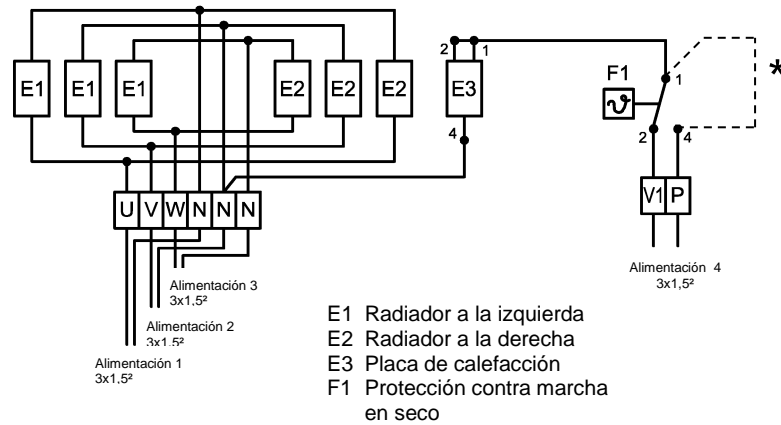 E1 E1 E1 E2 E2 E2
2 1
E3
4
F1
ϑ
1
*
2 4
U V W N N N
V1 P
Alimentación 3
3x1,5²
Alimentación 2
3x1,5²
Alimentación 1
3x1,5²
Alimentación 4
3x1,5²
E1 Radiador a la izquierda
E2 Radiador a la derecha
E3 Placa de calefacción
F1 Protección contra marcha
en seco